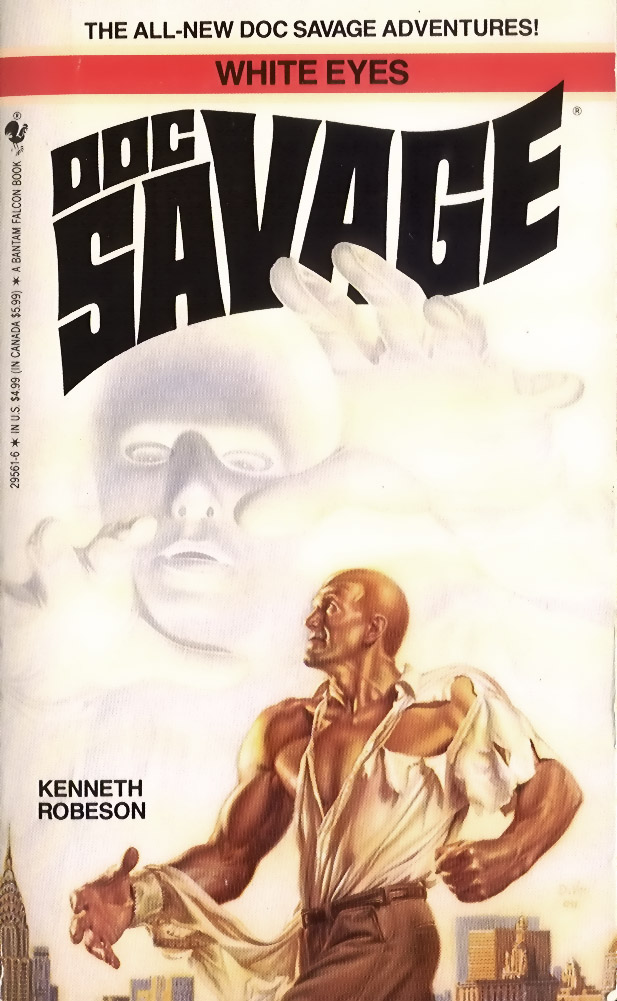 THE ALL-NEW DOC SAVAGE ADVENTURES!
WHITE EYES
DOC
SAVAGE
®
®
29561-6 ★ IN U.S. $4.99 (IN CANADA $5.99) ★ A BANTAM FALCON BOOK
KENNETH
ROBESON